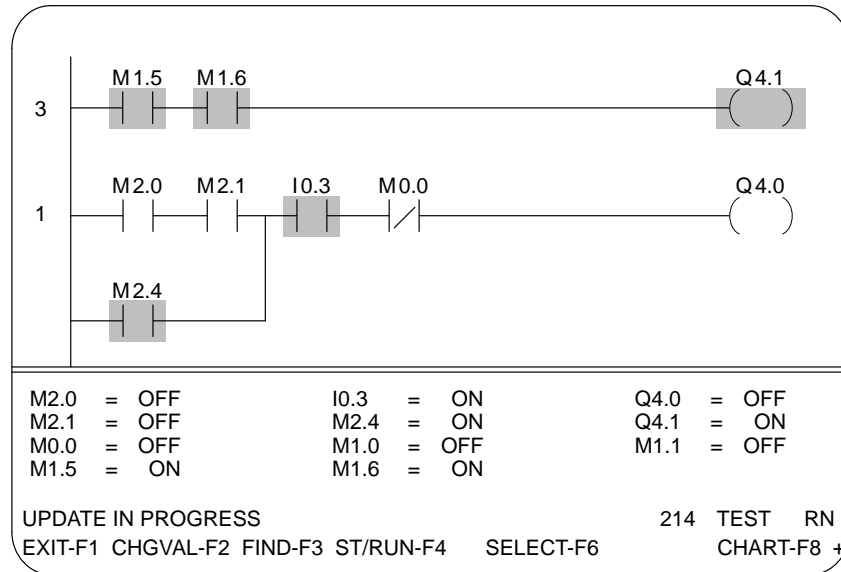 M1.5 M1.6 Q4.1
3
M2.0 M2.1 I0.3 M0.0 Q4.0
1
M2.4
M2.0 = OFF I0.3 = ON Q4.0 = OFF
M2.1 = OFF M2.4 = ON Q4.1 = ON
M0.0 = OFF M1.0 = OFF M1.1 = OFF
M1.5 = ON M1.6 = ON
UPDATE IN PROGRESS 214 TEST RN
EXIT-F1 CHGVAL-F2 FIND-F3 ST/RUN-F4 SELECT-F6 CHART-F8 +